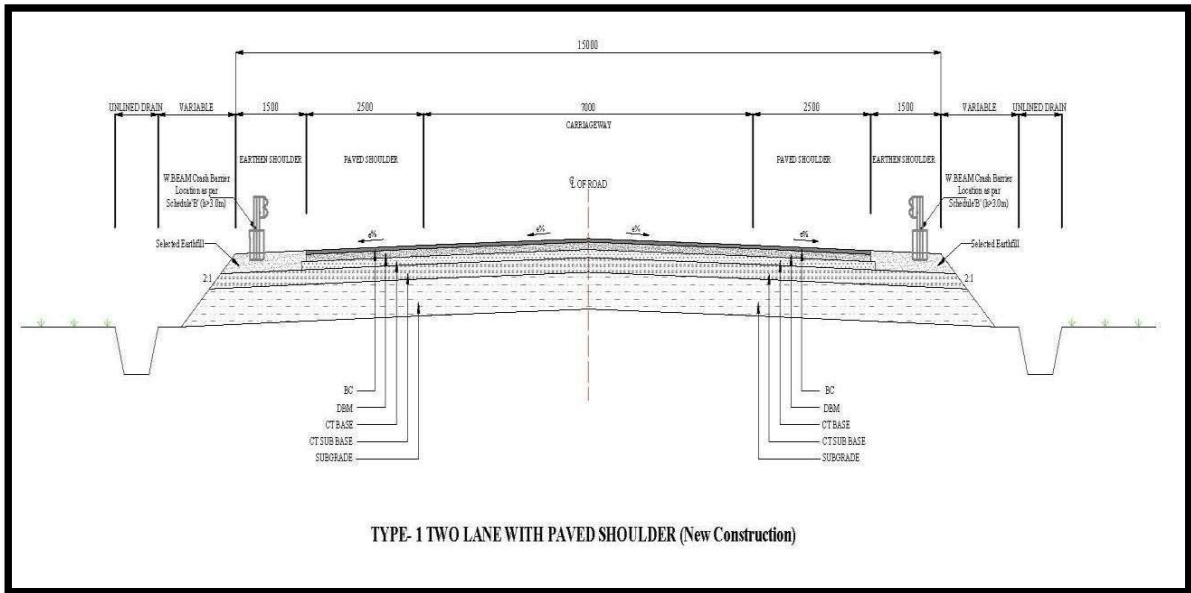 15000
UNLINED DRAIN VARIABLE 1500 2500 7000 2500 1500 VARIABLE UNLINED DRAIN
CARRIAGEWAY
EARTHEN SHOULDER PAVED SHOULDER PAVED SHOULDER EARTHEN SHOULDER
W.BEAM Crash Barrier
Location as par
Schedule'B' (h>3.0m)
W.BEAM Crash Barrier
Location as par
Schedule'B' (h>3.0m)
℄ OF ROAD
Selected Earthfill
e% e% e% e%
Selected Earthfill
2:1 2:1
BC
DBM
CT BASE
CT SUB BASE
SUBGRADE
BC
DBM
CT BASE
CT SUB BASE
SUBGRADE
TYPE- 1 TWO LANE WITH PAVED SHOULDER (New Construction)